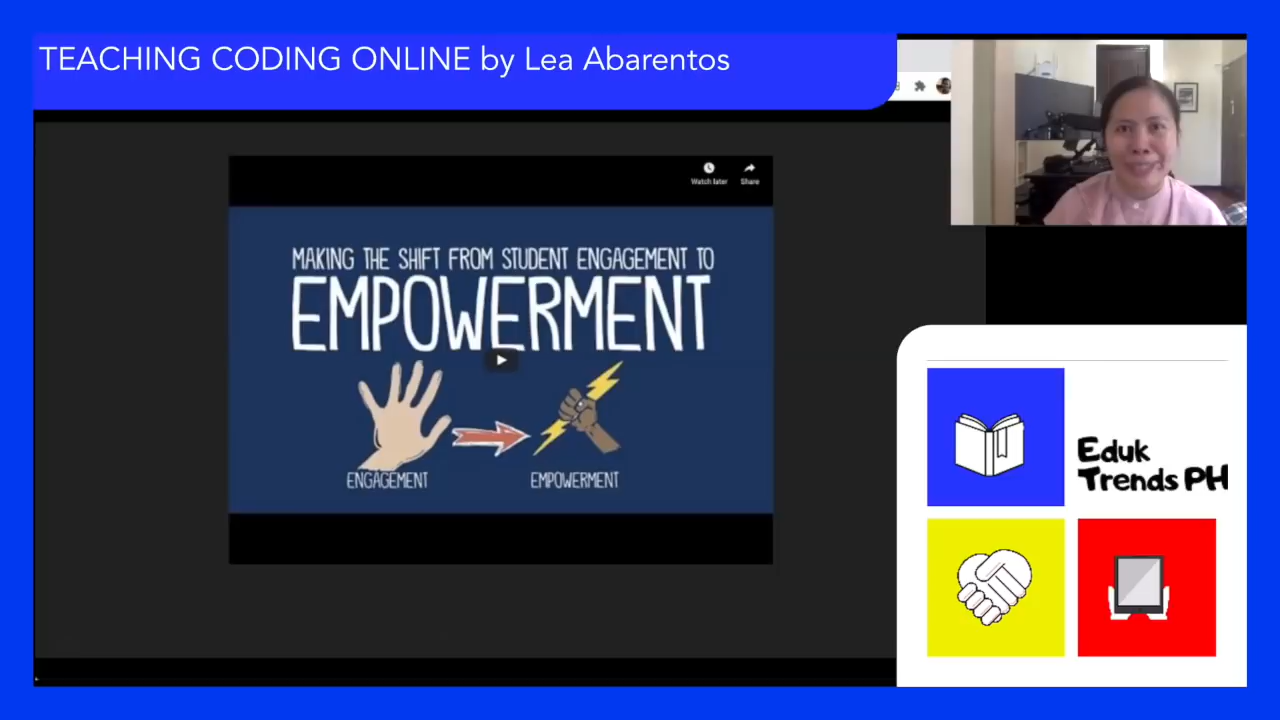 TEACHING CODING ONLINE by Lea Abarentos
Watch later
Share
MAKING THE SHIFT FROM STUDENT ENGAGEMENT TO
EMPOWERMENT
ENGAGEMENT
EMPOWERMENT
Eduk
Trends PH